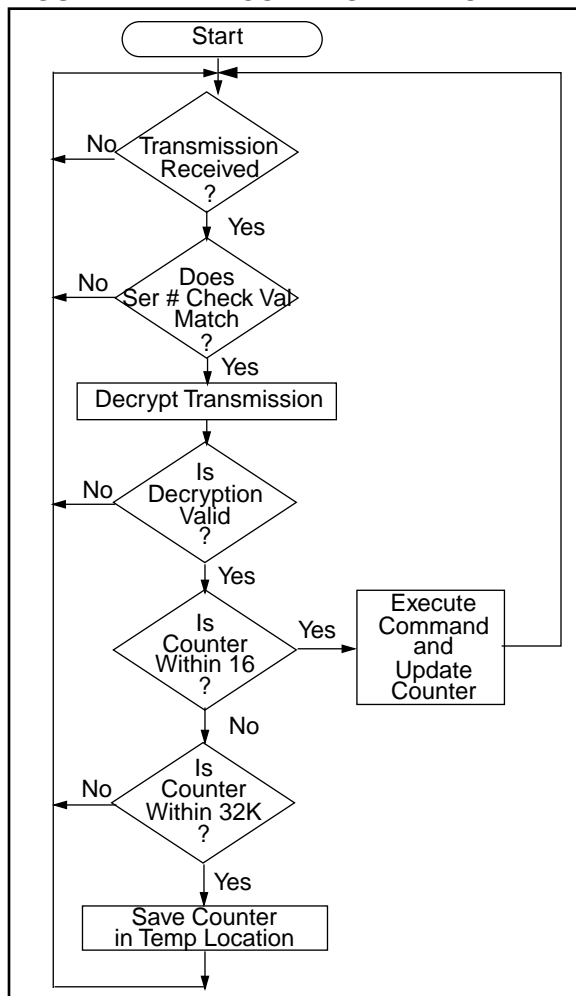 Start
No
Transmission
Received
?
Yes
No
Does
Ser # Check Val
Match
?
Yes
Decrypt Transmission
No
Is
Decryption
Valid
?
Yes
Is
Counter
Within 16
?
Yes
Execute
Command
and
Update
Counter
No
No
Is
Counter
Within 32K
?
Yes
Save Counter
in Temp Location